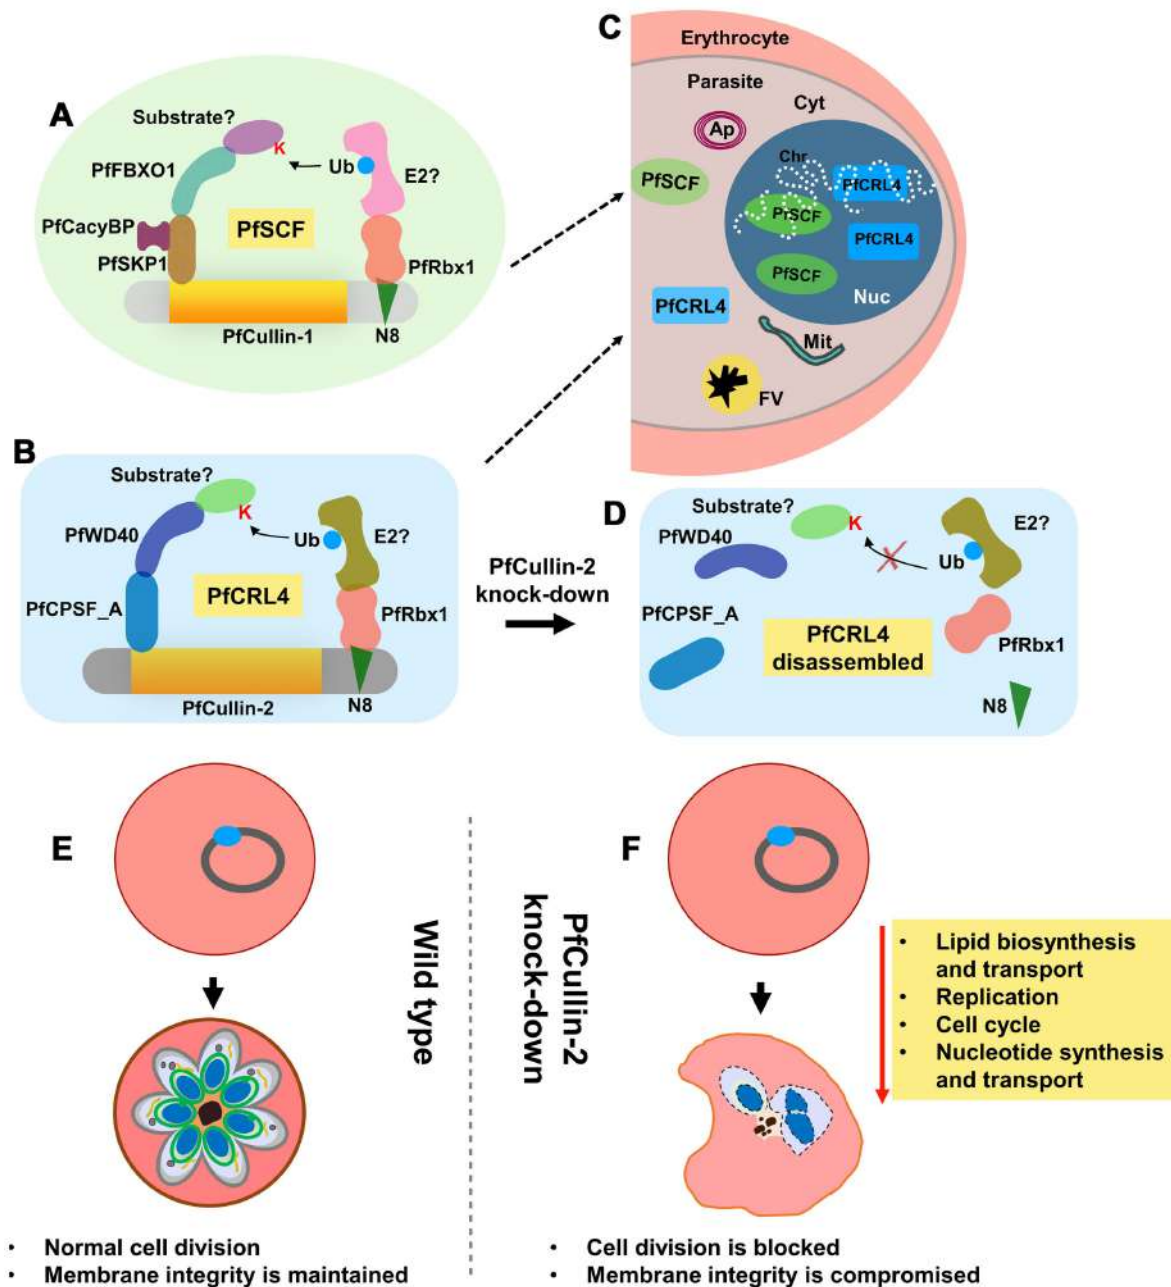 A
Substrate?
K
PfFBXO1
Ub
E2?
PfCacyBP
PfSCF
PfSKP1
PfRbx1
PfCullin-1
N8
C
Erythrocyte
Parasite
Cyt
Ap
Chr
PfSCF
PfCRL4
PfSCF
PfCRL4
PfSCF
Nuc
PfCRL4
Mit
FV
B
Substrate?
K
PfWD40
Ub
E2?
PfCRL4
PfCPSF_A
PfRbx1
PfCullin-2
N8
PfCullin-2
knock-down
D
Substrate?
K
E2?
PfWD40
Ub
PfCPSF_A
PfCRL4
disassembled
PfRbx1
N8
E
Wild type
• Normal cell division
• Membrane integrity is maintained
F
PfCullin-2
knock-down
• Lipid biosynthesis
and transport
• Replication
• Cell cycle
• Nucleotide synthesis
and transport
• Cell division is blocked
• Membrane integrity is compromised